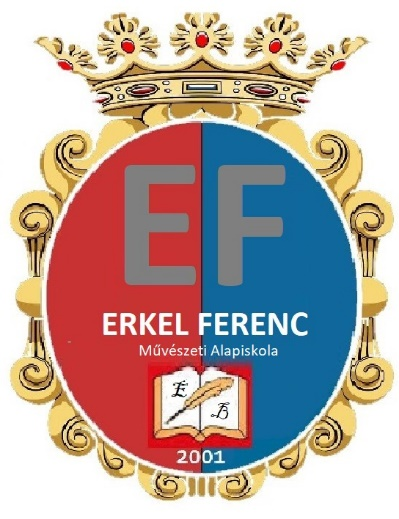 EF
ERKEL FERENC
Művészeti Alapiskola
E
B
2001